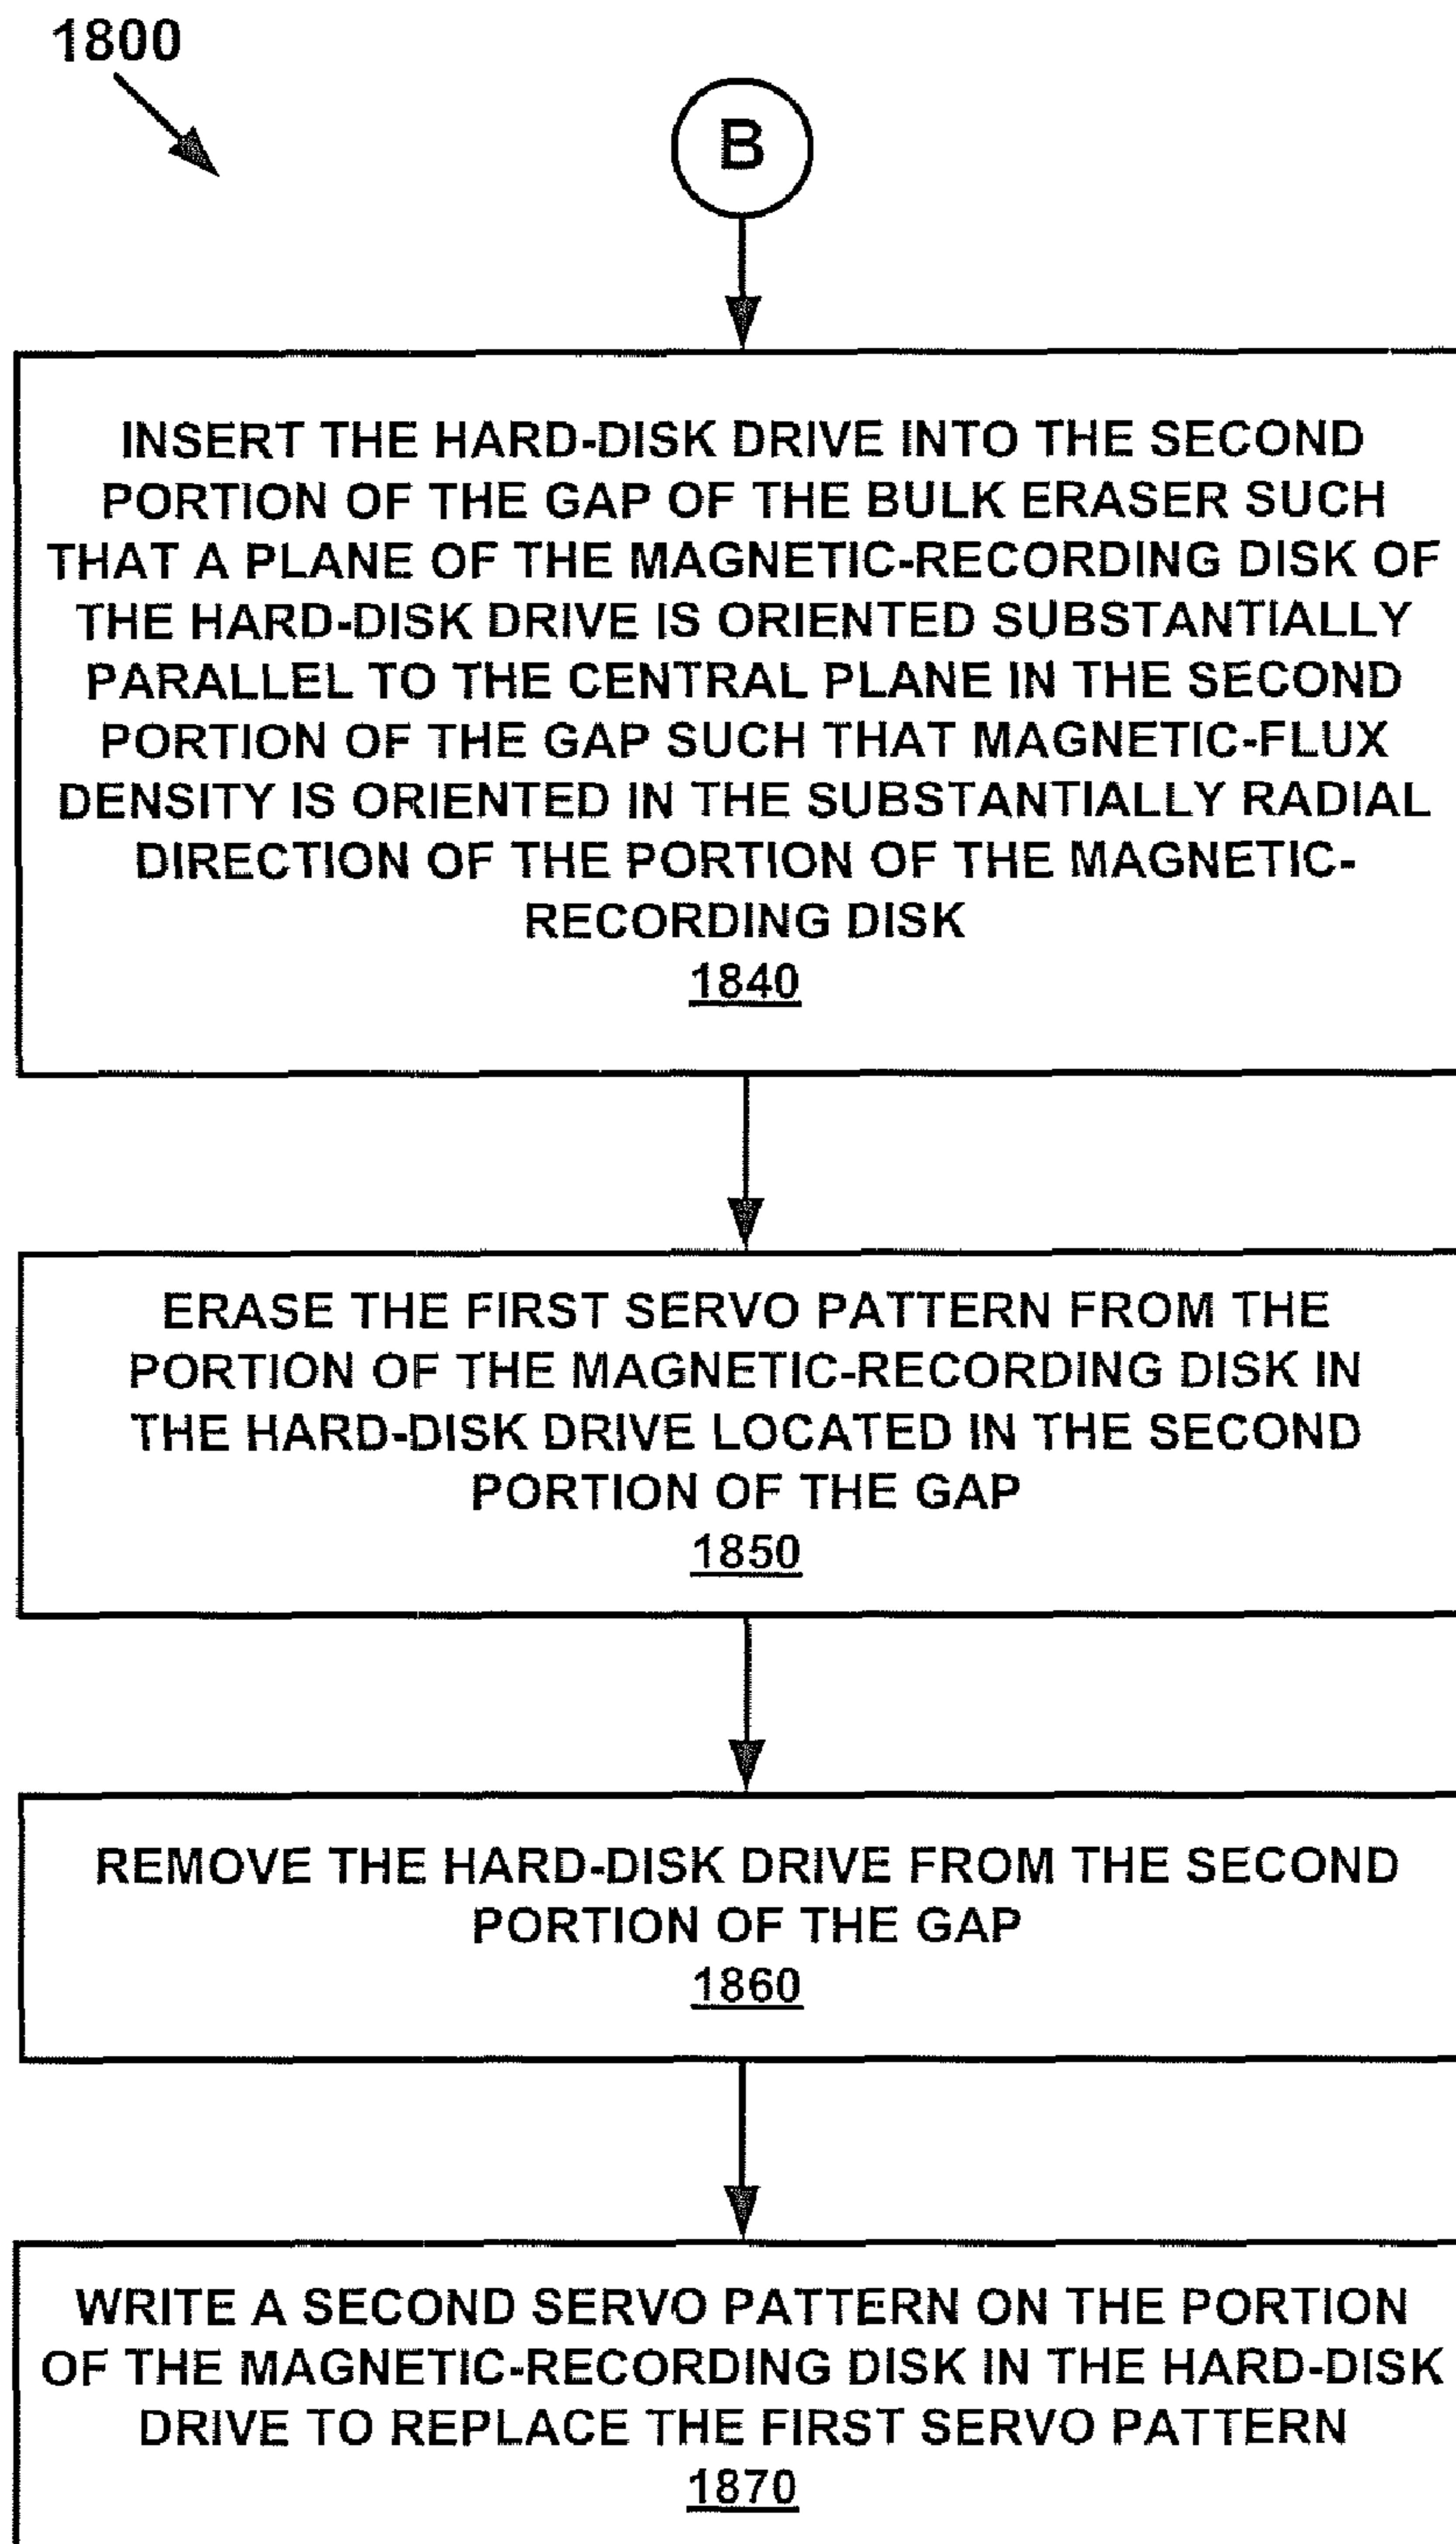 1800
B
INSERT THE HARD-DISK DRIVE INTO THE SECOND
PORTION OF THE GAP OF THE BULK ERASER SUCH
THAT A PLANE OF THE MAGNETIC-RECORDING DISK OF
THE HARD-DISK DRIVE IS ORIENTED SUBSTANTIALLY
PARALLEL TO THE CENTRAL PLANE IN THE SECOND
PORTION OF THE GAP SUCH THAT MAGNETIC-FLUX
DENSITY IS ORIENTED IN THE SUBSTANTIALLY RADIAL
DIRECTION OF THE PORTION OF THE MAGNETIC-
RECORDING DISK
1840
ERASE THE FIRST SERVO PATTERN FROM THE
PORTION OF THE MAGNETIC-RECORDING DISK IN
THE HARD-DISK DRIVE LOCATED IN THE SECOND
PORTION OF THE GAP
1850
REMOVE THE HARD-DISK DRIVE FROM THE SECOND
PORTION OF THE GAP
1860
WRITE A SECOND SERVO PATTERN ON THE PORTION
OF THE MAGNETIC-RECORDING DISK IN THE HARD-DISK
DRIVE TO REPLACE THE FIRST SERVO PATTERN
1870